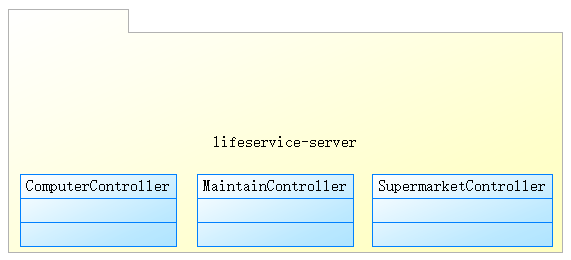 lifeservice-server
ComputerController
MaintainController
SupermarketController